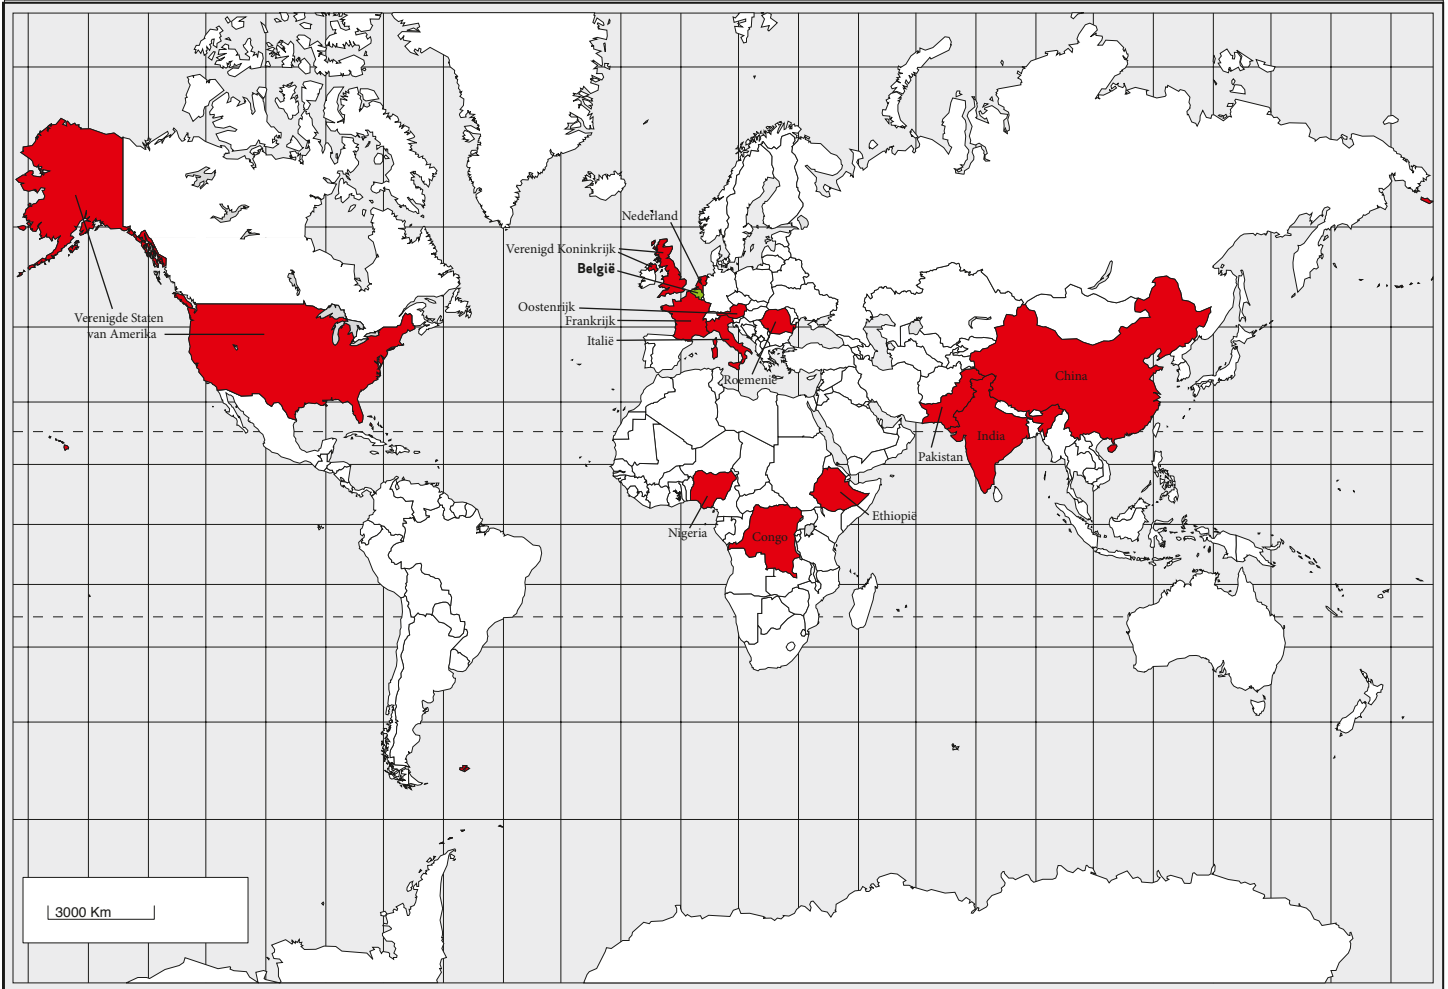 Nederland
Verenigd Koninkrijk
België
Oostenrijk
Frankrijk
Italië
Roemenië
Verenigde Staten
van Amerika
China
India
Pakistan
Nigeria
Congo
Ethiopië
3000 Km